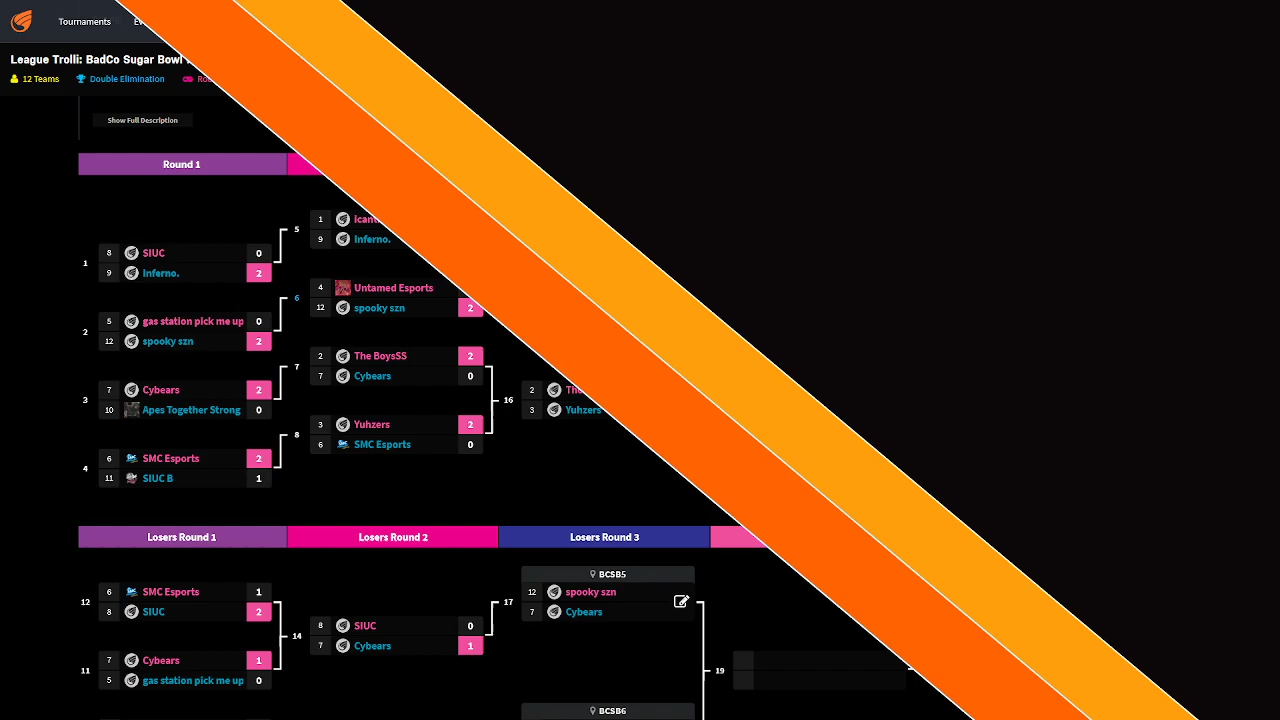 Tournaments
League Trolli: BadCo Sugar Bowl
12 Teams Double Elimination
Show Full Description
Round 1
1
8 SIUC 0
9 Inferno. 2
2
5 gas station pick me up 0
12 spooky szn 2
3
7 Cybears 2
10 Apes Together Strong 0
4
6 SMC Esports 2
11 SIUC B 1
5
1
9 Inferno.
6
4 Untamed Esports
12 spooky szn 2
7
2 The BoysSS 2
7 Cybears 0
8
3 Yuhzers 2
6 SMC Esports 0
16
2
3 Yuhzers
Losers Round 1 Losers Round 2 Losers Round 3
12
6 SMC Esports 1
8 SIUC 2
11
7 Cybears 1
5 gas station pick me up 0
14
8 SIUC 0
7 Cybears 1
17
BCSB5
12 spooky szn
7 Cybears
19
BCSB6